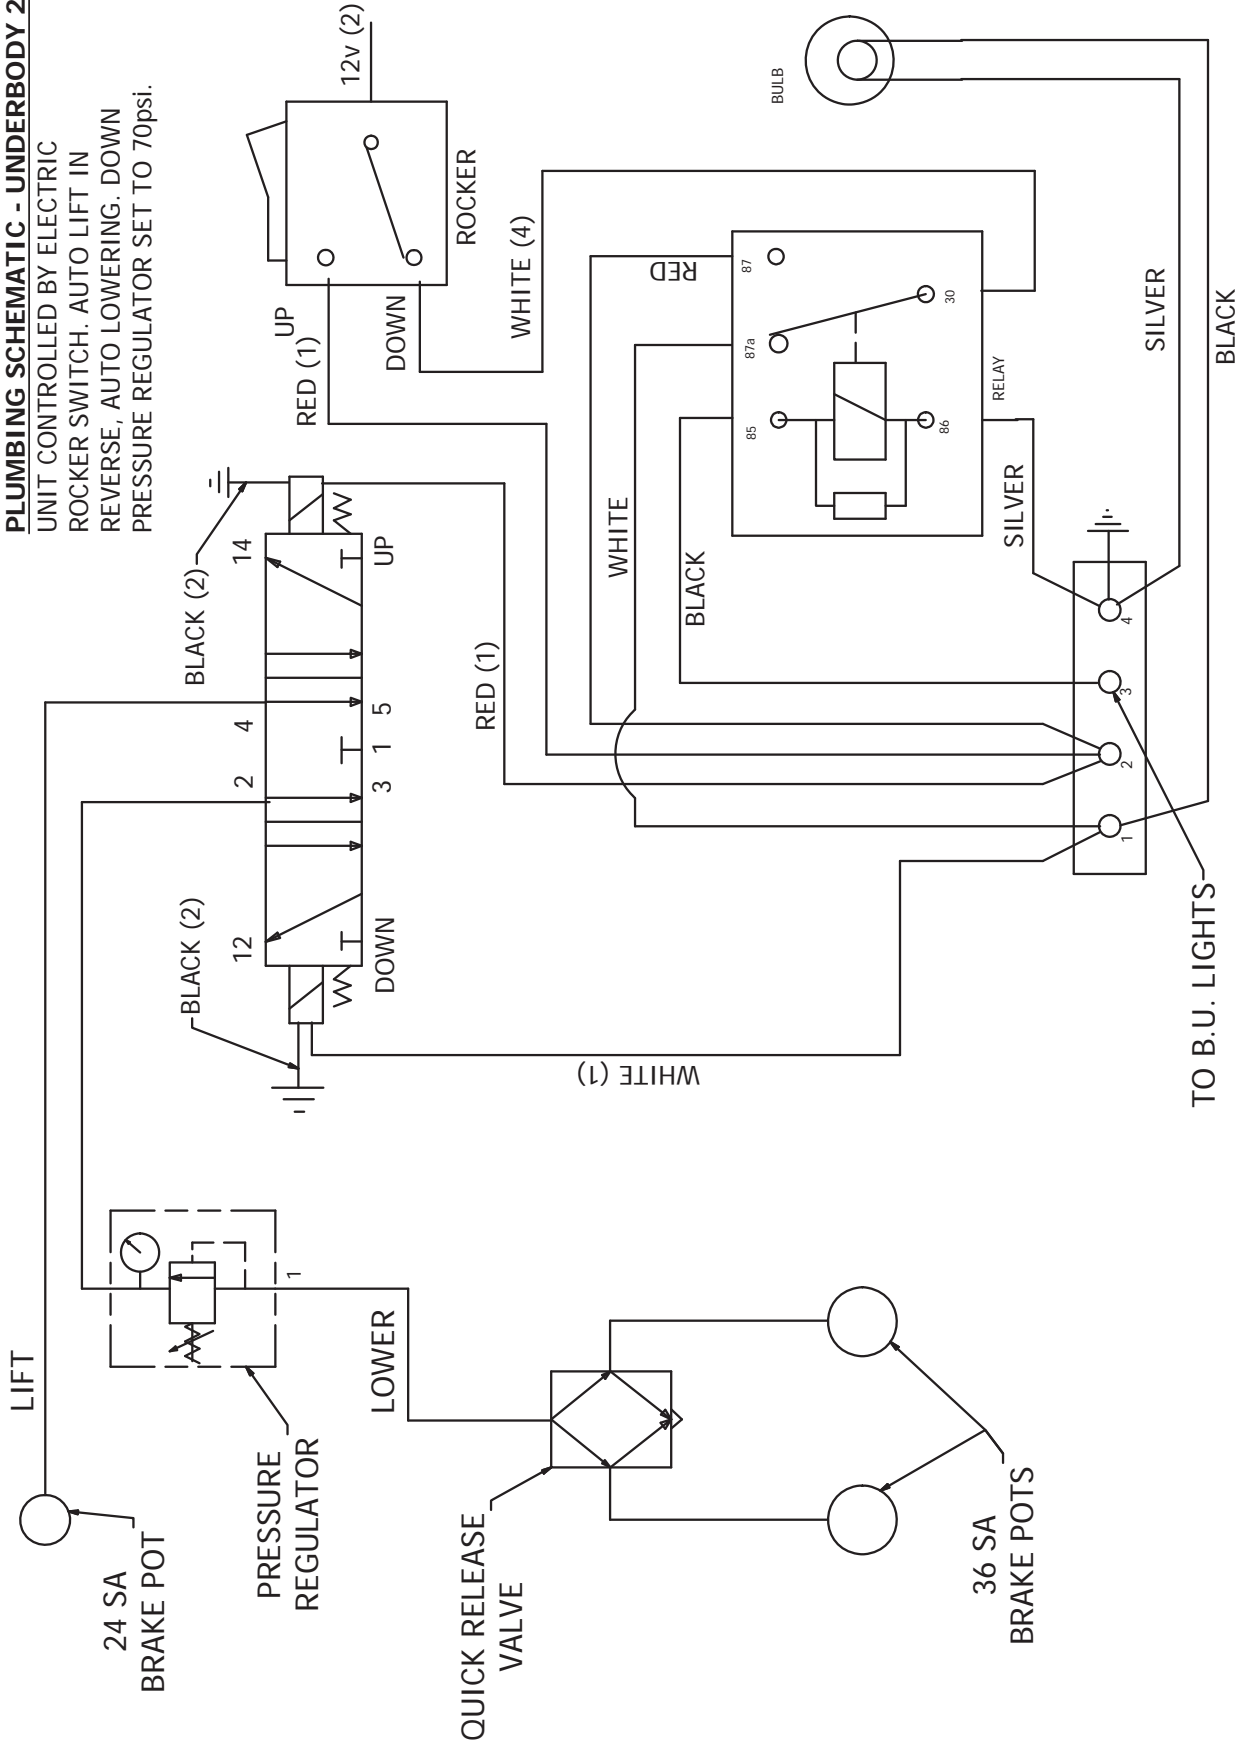 PLUMBING SCHEMATIC - UNDERBODY 2
UNIT CONTROLLED BY ELECTRIC
ROCKER SWITCH. AUTO LIFT IN
REVERSE, AUTO LOWERING. DOWN
PRESSURE REGULATOR SET TO 70psi.
LIFT
24 SA
BRAKE POT
PRESSURE
REGULATOR
1
LOWER
QUICK RELEASE
VALVE
36 SA
BRAKE POTS
BLACK (2)
12
DOWN
2
4
3
1
5
14
UP
BLACK (2)
WHITE (1)
RED (1)
UP
RED (1)
DOWN
12v (2)
ROCKER
WHITE (4)
RED
WHITE
BLACK
87
87a
85
30
86
RELAY
SILVER
BULB
SILVER
BLACK
1
2
3
4
TO B.U. LIGHTS